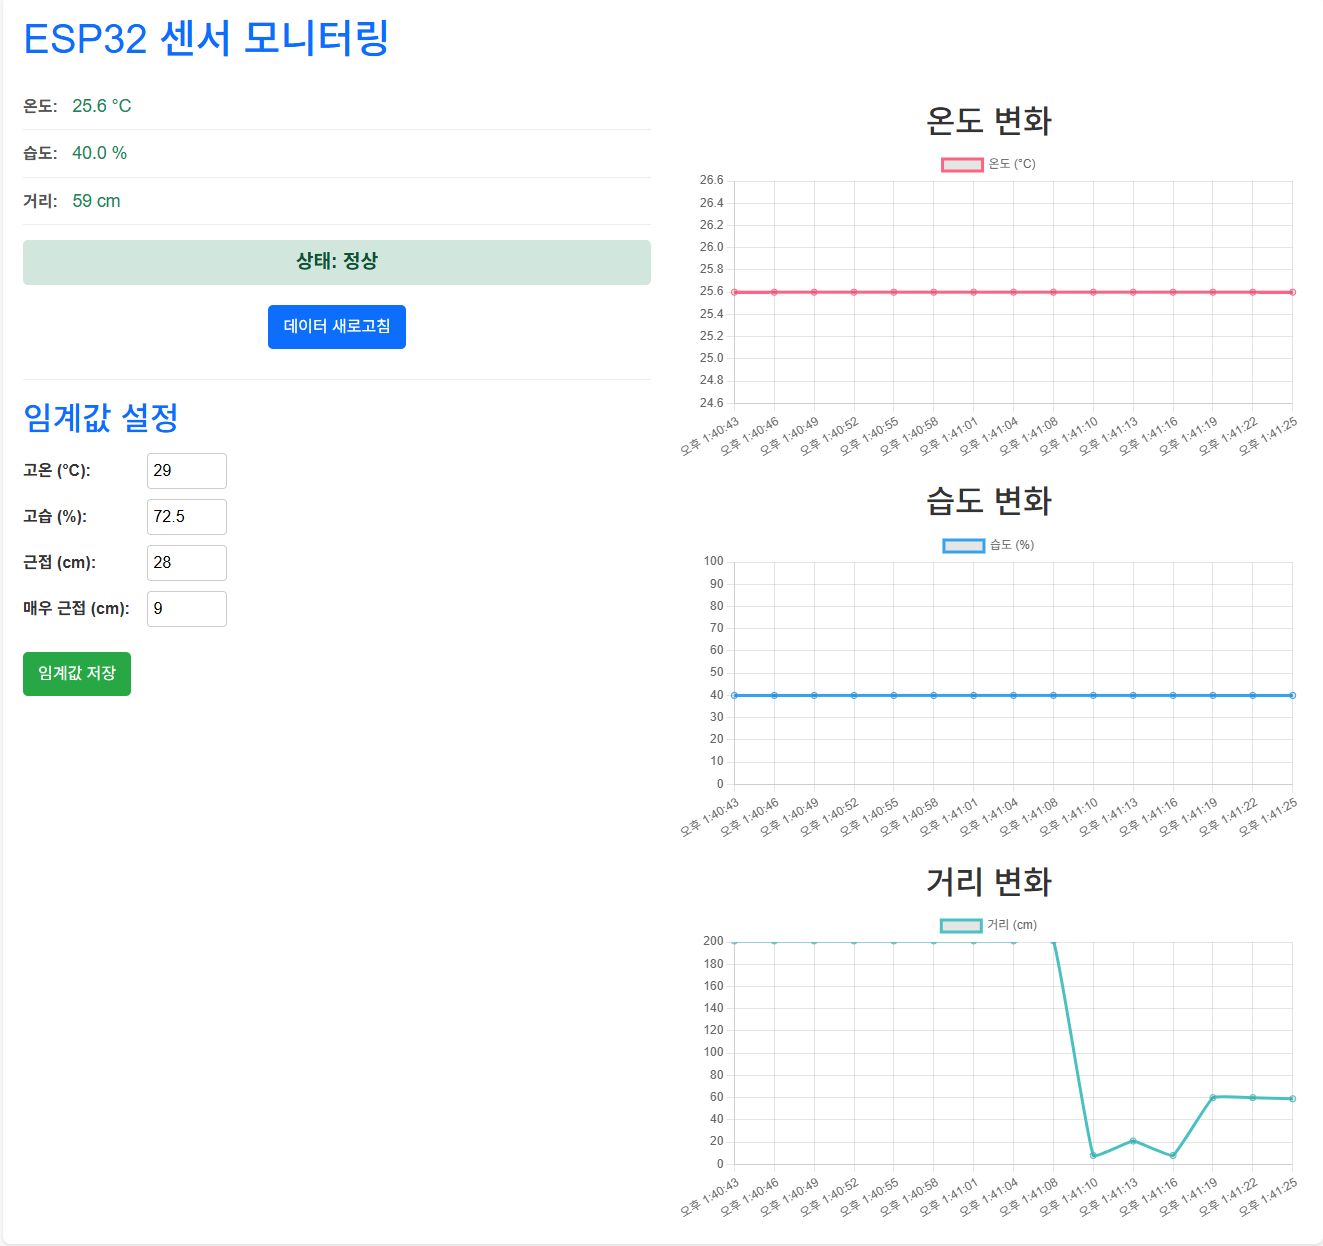 ESP32 센서 모니터링
온도: 25.6 °C
습도: 40.0 %
거리: 59 cm
상태: 정상
데이터 새로고침
임계값 설정
고온 (°C): 29
고습 (%): 72.5
근접 (cm): 28
매우 근접 (cm): 9
임계값 저장
온도 변화
온도 (°C)
26.6
26.4
26.2
26.0
25.8
25.6
25.4
25.2
25.0
24.8
24.6
오후 1:40:43 오후 1:40:46 오후 1:40:49 오후 1:40:52 오후 1:40:55 오후 1:40:58 오후 1:41:01 오후 1:41:04 오후 1:41:08 오후 1:41:10 오후 1:41:13 오후 1:41:16 오후 1:41:19 오후 1:41:22 오후 1:41:25
습도 변화
습도 (%)
100
90
80
70
60
50
40
30
20
10
0
오후 1:40:43 오후 1:40:46 오후 1:40:49 오후 1:40:52 오후 1:40:55 오후 1:40:58 오후 1:41:01 오후 1:41:04 오후 1:41:08 오후 1:41:10 오후 1:41:13 오후 1:41:16 오후 1:41:19 오후 1:41:22 오후 1:41:25
거리 변화
거리 (cm)
200
180
160
140
120
100
80
60
40
20
0
오후 1:40:43 오후 1:40:46 오후 1:40:49 오후 1:40:52 오후 1:40:55 오후 1:40:58 오후 1:41:01 오후 1:41:04 오후 1:41:08 오후 1:41:10 오후 1:41:13 오후 1:41:16 오후 1:41:19 오후 1:41:22 오후 1:41:25